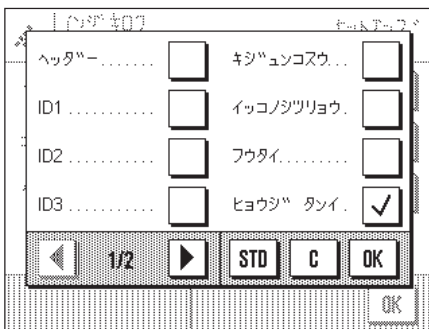 ヘッダー.......
キジュンコスウ...
ID1............
イッコノシツリョウ.
ID2............
フウタイ.........
ID3............
ヒョウジ タンイ.
1/2
STD
C
OK
OK